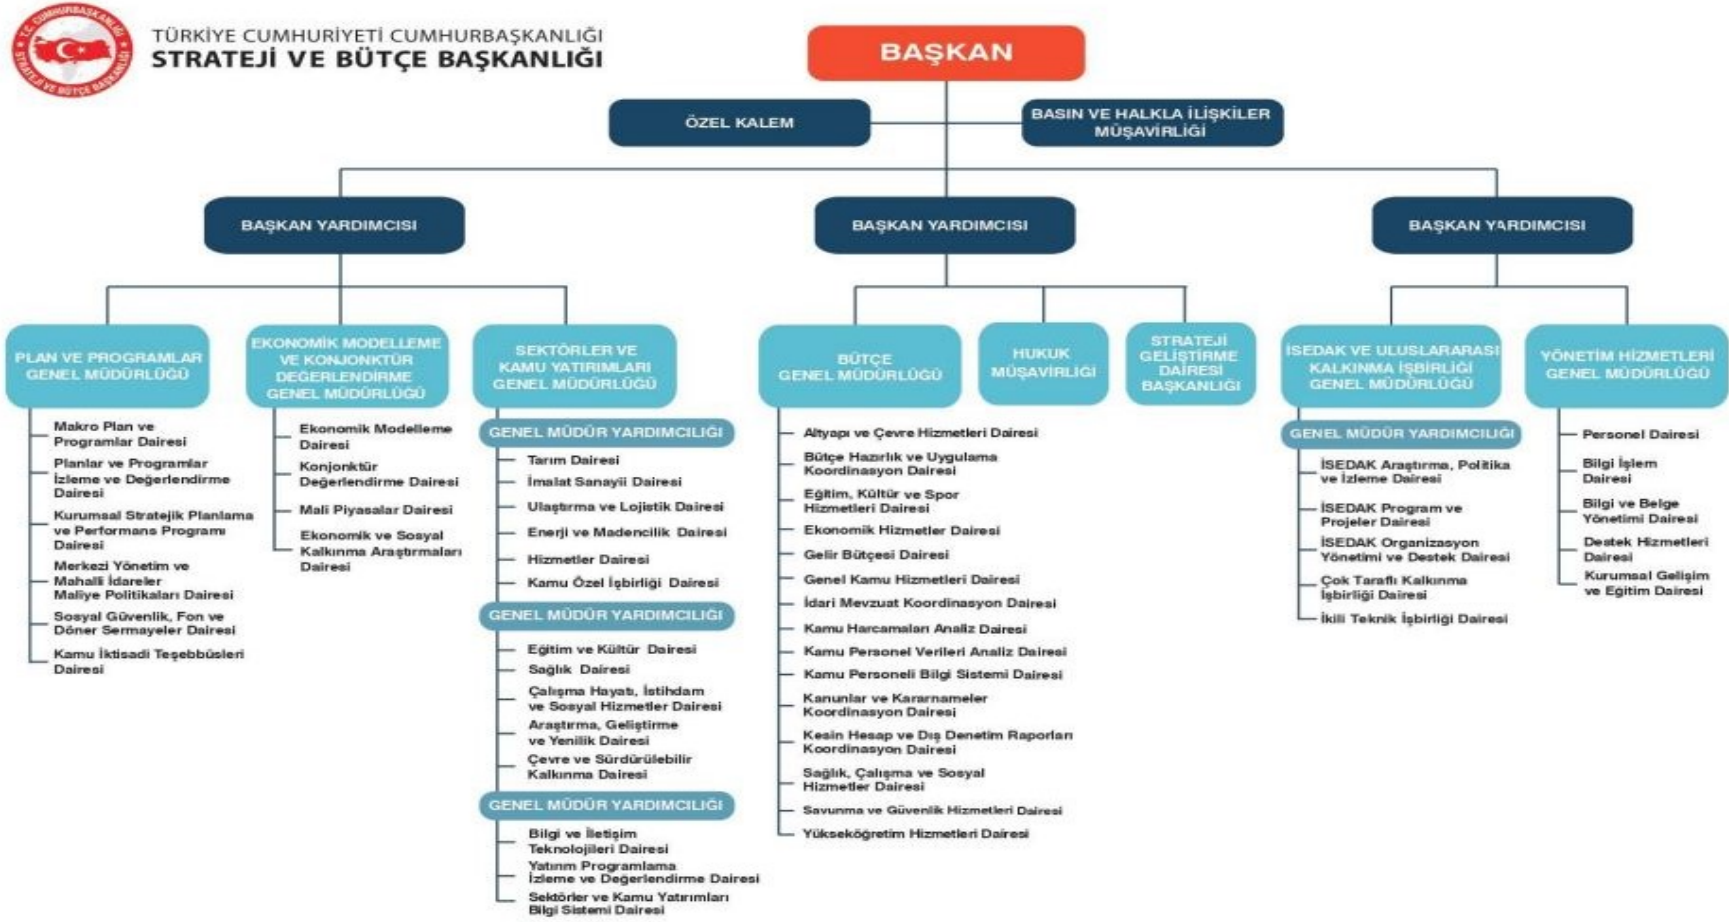 T.C. CUMHURBAŞKANLIĞI
STRATEJİ VE BÜTÇE BAŞKANLIĞI
TÜRKİYE CUMHURİYETİ CUMHURBAŞKANLIĞI
STRATEJİ VE BÜTÇE BAŞKANLIĞI
BAŞKAN
ÖZEL KALEM
BASIN VE HALKLA İLİŞKİLER
MÜŞAVİRLİĞİ
BAŞKAN YARDIMCISI
BAŞKAN YARDIMCISI
BAŞKAN YARDIMCISI
PLAN VE PROGRAMLAR
GENEL MÜDÜRLÜĞÜ
Makro Plan ve
Programlar Dairesi
Planlar ve Programlar
İzleme ve Değerlendirme
Dairesi
Kurumsal Stratejik Planlama
ve Performans Programı
Dairesi
Merkezi Yönetim ve
Mahalli İdareler
Maliye Politikaları Dairesi
Sosyal Güvenlik, Fon ve
Döner Sermayeler Dairesi
Kamu İktisadi Teşebbüsleri
Dairesi
EKONOMİK MODELLEME
VE KONJONKTÜR
DEĞERLENDİRME
GENEL MÜDÜRLÜĞÜ
Ekonomik Modelleme
Dairesi
Konjonktür
Değerlendirme Dairesi
Mali Piyasalar Dairesi
Ekonomik ve Sosyal
Kalkınma Araştırmaları
Dairesi
SEKTÖRLER VE
KAMU YATIRIMLARI
GENEL MÜDÜRLÜĞÜ
GENEL MÜDÜR YARDIMCILIĞI
Tarım Dairesi
İmalat Sanayii Dairesi
Ulaştırma ve Lojistik Dairesi
Enerji ve Madencilik Dairesi
Hizmetler Dairesi
Kamu Özel İşbirliği Dairesi
GENEL MÜDÜR YARDIMCILIĞI
Eğitim ve Kültür Dairesi
Sağlık Dairesi
Çalışma Hayatı, İstihdam
ve Sosyal Hizmetler Dairesi
Araştırma, Geliştirme
ve Yenilik Dairesi
Çevre ve Sürdürülebilir
Kalkınma Dairesi
GENEL MÜDÜR YARDIMCILIĞI
Bilgi ve İletişim
Teknolojileri Dairesi
Yatırım Programlama
İzleme ve Değerlendirme Dairesi
Sektörler ve Kamu Yatırımları
Bilgi Sistemi Dairesi
BÜTÇE
GENEL MÜDÜRLÜĞÜ
Altyapı ve Çevre Hizmetleri Dairesi
Bütçe Hazırlık ve Uygulama
Koordinasyon Dairesi
Eğitim, Kültür ve Spor
Hizmetleri Dairesi
Ekonomik Hizmetler Dairesi
Gelir Bütçesi Dairesi
Genel Kamu Hizmetleri Dairesi
İdari Mevzuat Koordinasyon Dairesi
Kamu Harcamaları Analiz Dairesi
Kamu Personel Verileri Analiz Dairesi
Kamu Personeli Bilgi Sistemi Dairesi
Kanunlar ve Kararnameler
Koordinasyon Dairesi
Kesin Hesap ve Dış Denetim Raporları
Koordinasyon Dairesi
Sağlık, Çalışma ve Sosyal
Hizmetler Dairesi
Savunma ve Güvenlik Hizmetleri Dairesi
Yükseköğretim Hizmetleri Dairesi
HUKUK
MÜŞAVİRLİĞİ
STRATEJİ
GELİŞTİRME
DAİRESİ
BAŞKANLIĞI
İSEDAK VE ULUSLARARASI
KALKINMA İŞBİRLİĞİ
GENEL MÜDÜRLÜĞÜ
GENEL MÜDÜR YARDIMCILIĞI
İSEDAK Araştırma, Politika
ve İzleme Dairesi
İSEDAK Program ve
Projeler Dairesi
İSEDAK Organizasyon
Yönetimi ve Destek Dairesi
Çok Taraflı Kalkınma
İşbirliği Dairesi
İkili Teknik İşbirliği Dairesi
YÖNETİM HİZMETLERİ
GENEL MÜDÜRLÜĞÜ
Personel Dairesi
Bilgi İşlem
Dairesi
Bilgi ve Belge
Yönetimi Dairesi
Destek Hizmetleri
Dairesi
Kurumsal Gelişim
ve Eğitim Dairesi